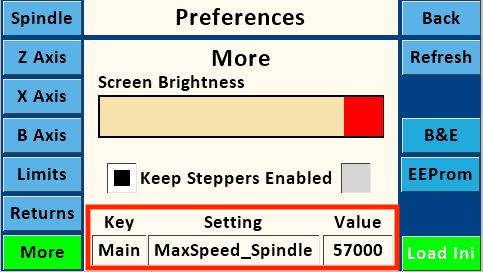 Spindle
Preferences
Back
Z Axis
More
Refresh
Screen Brightness
X Axis
B Axis
B&E
Limits
Keep Steppers Enabled
EEProm
Returns
Key Setting Value
More
Main MaxSpeed_Spindle 57000
Load Ini